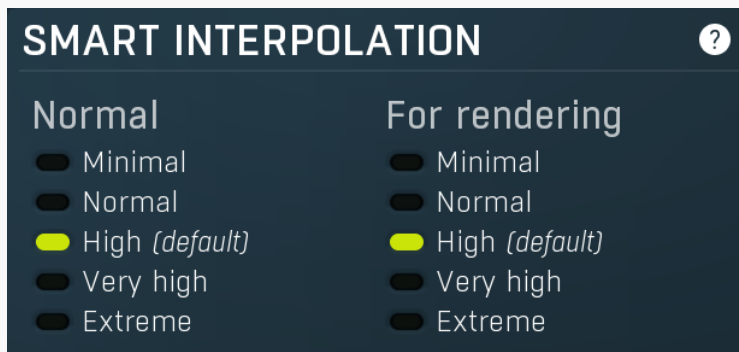 SMART INTERPOLATION ?
Normal
Minimal
Normal
High (default)
Very high
Extreme
For rendering
Minimal
Normal
High (default)
Very high
Extreme